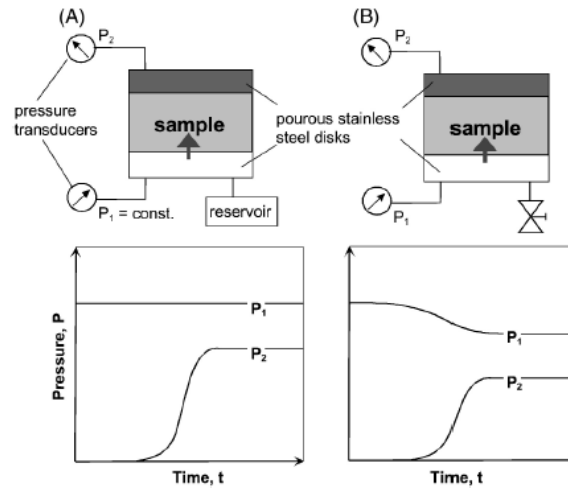 (A)
P2
pressure
transducers
sample
P1 = const.
reservoir
pourous stainless
steel disks
(B)
P2
sample
P1
Pressure, P
P1
P2
Time, t
P1
P2
Time, t